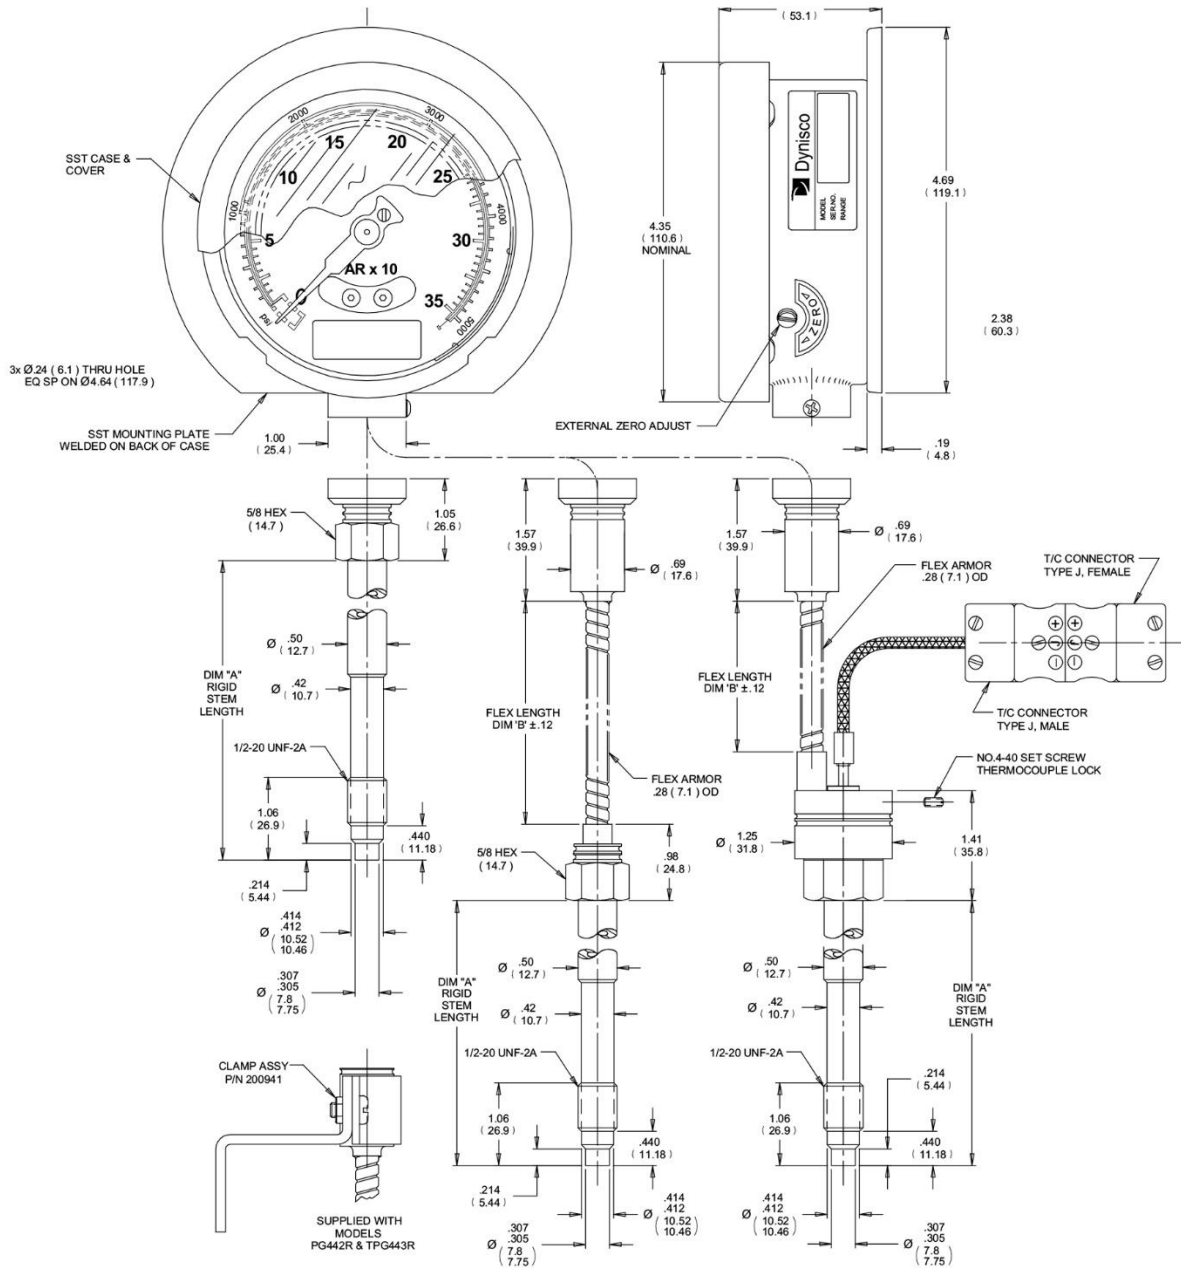 ( 53.1 )
2000
3000
15
20
10
25
1000
4000
5
30
AR x 10
0
35
psi
5000
SST CASE &
COVER
Dynisco
MODEL
SER.NO.
RANGE
4.35
( 110.6 )
NOMINAL
4.69
( 119.1 )
ZERO
2.38
( 60.3 )
3x Ø.24 ( 6.1 ) THRU HOLE
EQ SP ON Ø4.64 ( 117.9 )
EXTERNAL ZERO ADJUST
SST MOUNTING PLATE
WELDED ON BACK OF CASE
1.00
( 25.4 )
.19
( 4.8 )
5/8 HEX
( 14.7 )
1.05
( 26.6 )
1.57
( 39.9 )
Ø .69
( 17.6 )
1.57
( 39.9 )
Ø .69
( 17.6 )
FLEX ARMOR
.28 ( 7.1 ) OD
T/C CONNECTOR
TYPE J, FEMALE
+ +
J J
– –
T/C CONNECTOR
TYPE J, MALE
Ø .50
( 12.7 )
DIM "A"
RIGID
STEM
LENGTH
Ø .42
( 10.7 )
FLEX LENGTH
DIM 'B' ±.12
FLEX LENGTH
DIM 'B' ±.12
1/2-20 UNF-2A
FLEX ARMOR
.28 ( 7.1 ) OD
NO.4-40 SET SCREW
THERMOCOUPLE LOCK
1.06
( 26.9 )
.440
( 11.18 )
.214
( 5.44 )
Ø .414
.412
( 10.52
10.46 )
Ø .307
.305
( 7.8
7.75 )
5/8 HEX
( 14.7 )
.98
( 24.8 )
Ø 1.25
( 31.8 )
1.41
( 35.8 )
DIM "A"
RIGID
STEM
LENGTH
Ø .50
( 12.7 )
Ø .42
( 10.7 )
1/2-20 UNF-2A
1.06
( 26.9 )
.440
( 11.18 )
.214
( 5.44 )
Ø .414
.412
( 10.52
10.46 )
Ø .307
.305
( 7.8
7.75 )
Ø .50
( 12.7 )
Ø .42
( 10.7 )
DIM "A"
RIGID
STEM
LENGTH
1/2-20 UNF-2A
.214
( 5.44 )
1.06
( 26.9 )
.440
( 11.18 )
Ø .414
.412
( 10.52
10.46 )
Ø .307
.305
( 7.8
7.75 )
CLAMP ASSY
P/N 200941
SUPPLIED WITH
MODELS
PG442R & TPG443R